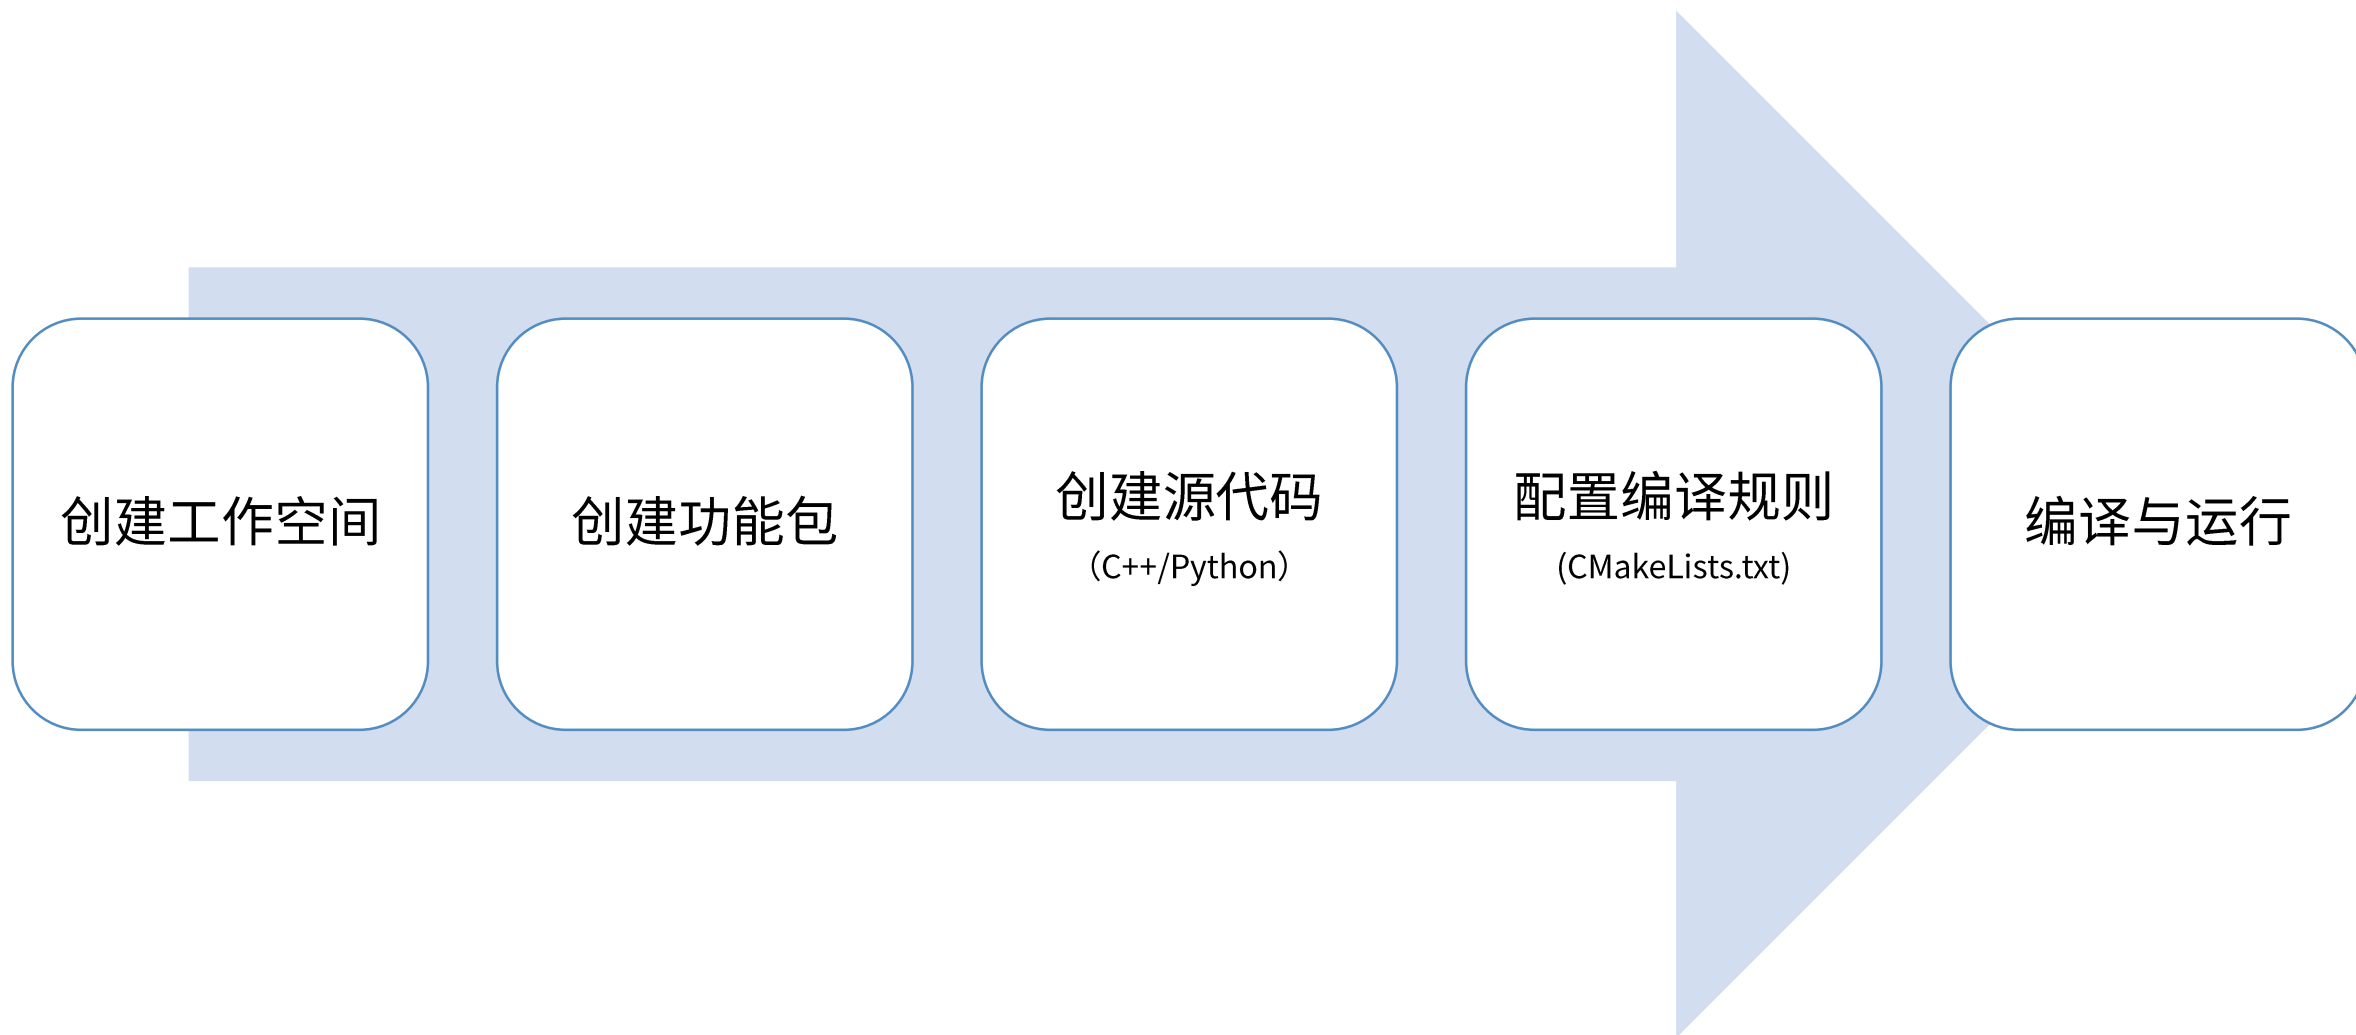 创建工作空间
创建功能包
创建源代码
（C++/Python）
配置编译规则
(CMakeLists.txt)
编译与运行